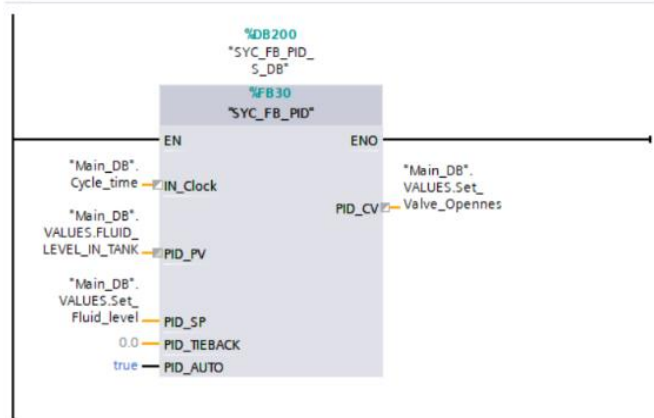 %DB200
"SYC_FB_PID_
S_DB"
%FB30
"SYC_FB_PID"
EN
ENO
"Main_DB".
Cycle_time
IN_Clock
"Main_DB".
VALUES.Set_
Valve_Opennes
PID_CV
"Main_DB".
VALUES.FLUID_
LEVEL_IN_TANK
PID_PV
"Main_DB".
VALUES.Set_
Fluid_level
PID_SP
0.0
PID_TIEBACK
true
PID_AUTO